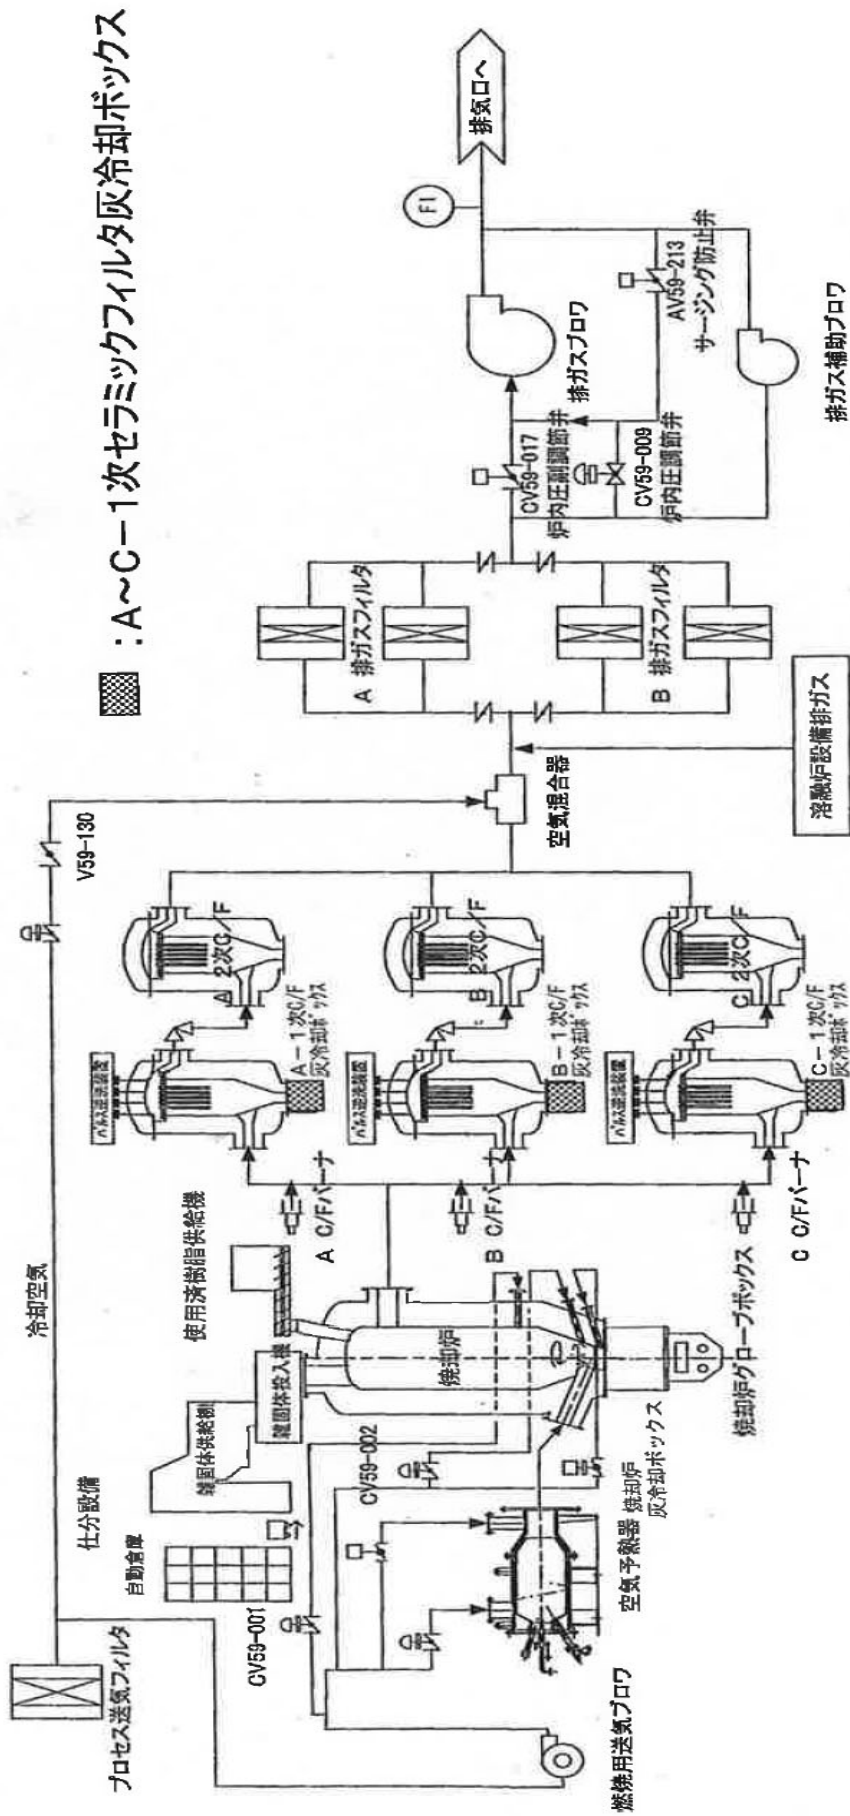 ：A～C－1次セラミックフィルタ灰冷却ボックス
プロセス送気フィルタ
冷却空気
V59-130
仕分設備
自動倉庫
雑固体供給機
雑固体投入機
使用済樹脂供給機
CV59-001
CV59-002
焼却炉
燃焼用送気ブロワ
空気予熱器
焼却炉
灰冷却ボックス
焼却炉グローブボックス
A C/Fバーナ
B C/Fバーナ
C C/Fバーナ
パルス逆洗装置
パルス逆洗装置
パルス逆洗装置
A－1次C/F
灰冷却ボックス
B－1次C/F
灰冷却ボックス
C－1次C/F
灰冷却ボックス
A 2次C/F
B 2次C/F
C 2次C/F
空気混合器
溶融炉設備排ガス
A 排ガスフィルタ
B 排ガスフィルタ
CV59-017
炉内圧副調節弁
CV59-009
炉内圧調節弁
排ガスブロワ
AV59-213
サージング防止弁
排ガス補助ブロワ
FI
排気口へ